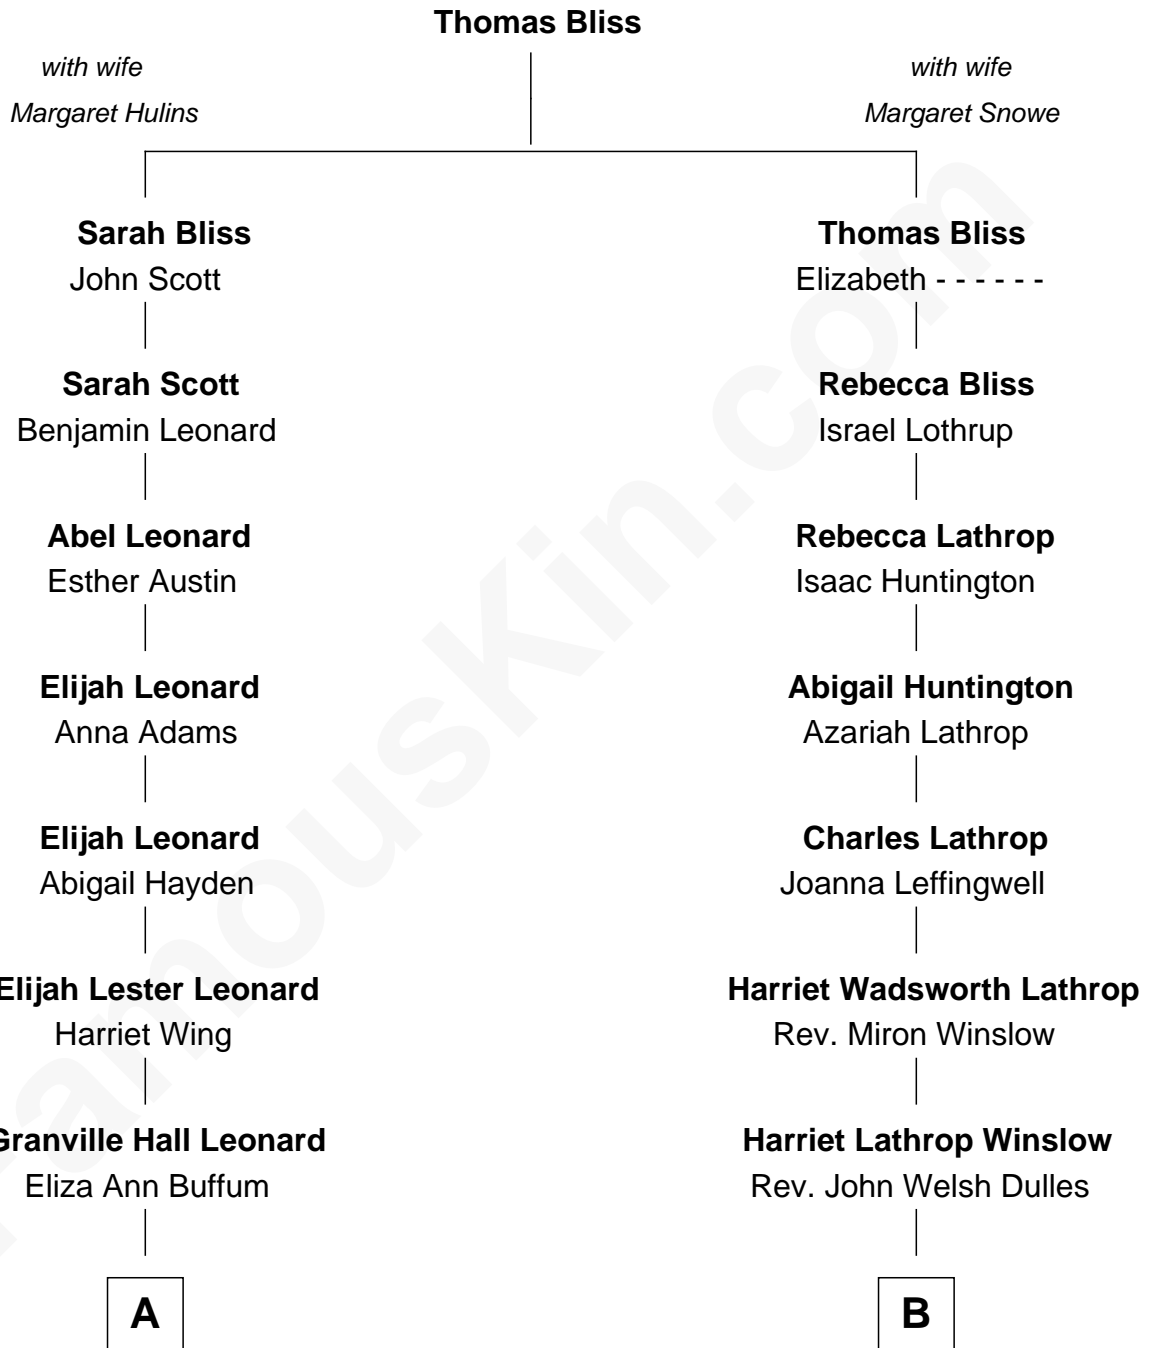 Thomas Bliss
with wife
Margaret Hulins
with wife
Margaret Snowe
Sarah Bliss
John Scott
Thomas Bliss
Elizabeth - - - - - -
Sarah Scott
Benjamin Leonard
Rebecca Bliss
Israel Lothrup
Abel Leonard
Esther Austin
Rebecca Lathrop
Isaac Huntington
Elijah Leonard
Anna Adams
Abigail Huntington
Azariah Lathrop
Elijah Leonard
Abigail Hayden
Charles Lathrop
Joanna Leffingwell
Elijah Lester Leonard
Harriet Wing
Harriet Wadsworth Lathrop
Rev. Miron Winslow
Granville Hall Leonard
Eliza Ann Buffum
Harriet Lathrop Winslow
Rev. John Welsh Dulles
A
B
FamousKin.com